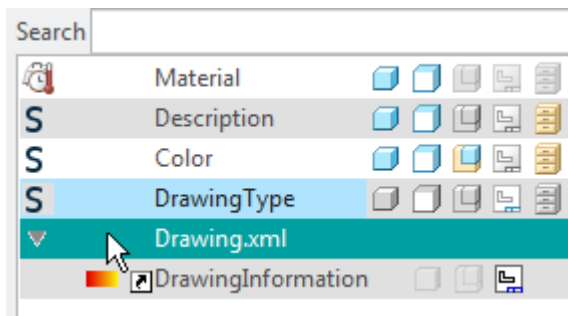 Search
Material
S Description
S Color
S DrawingType
Drawing.xml
DrawingInformation